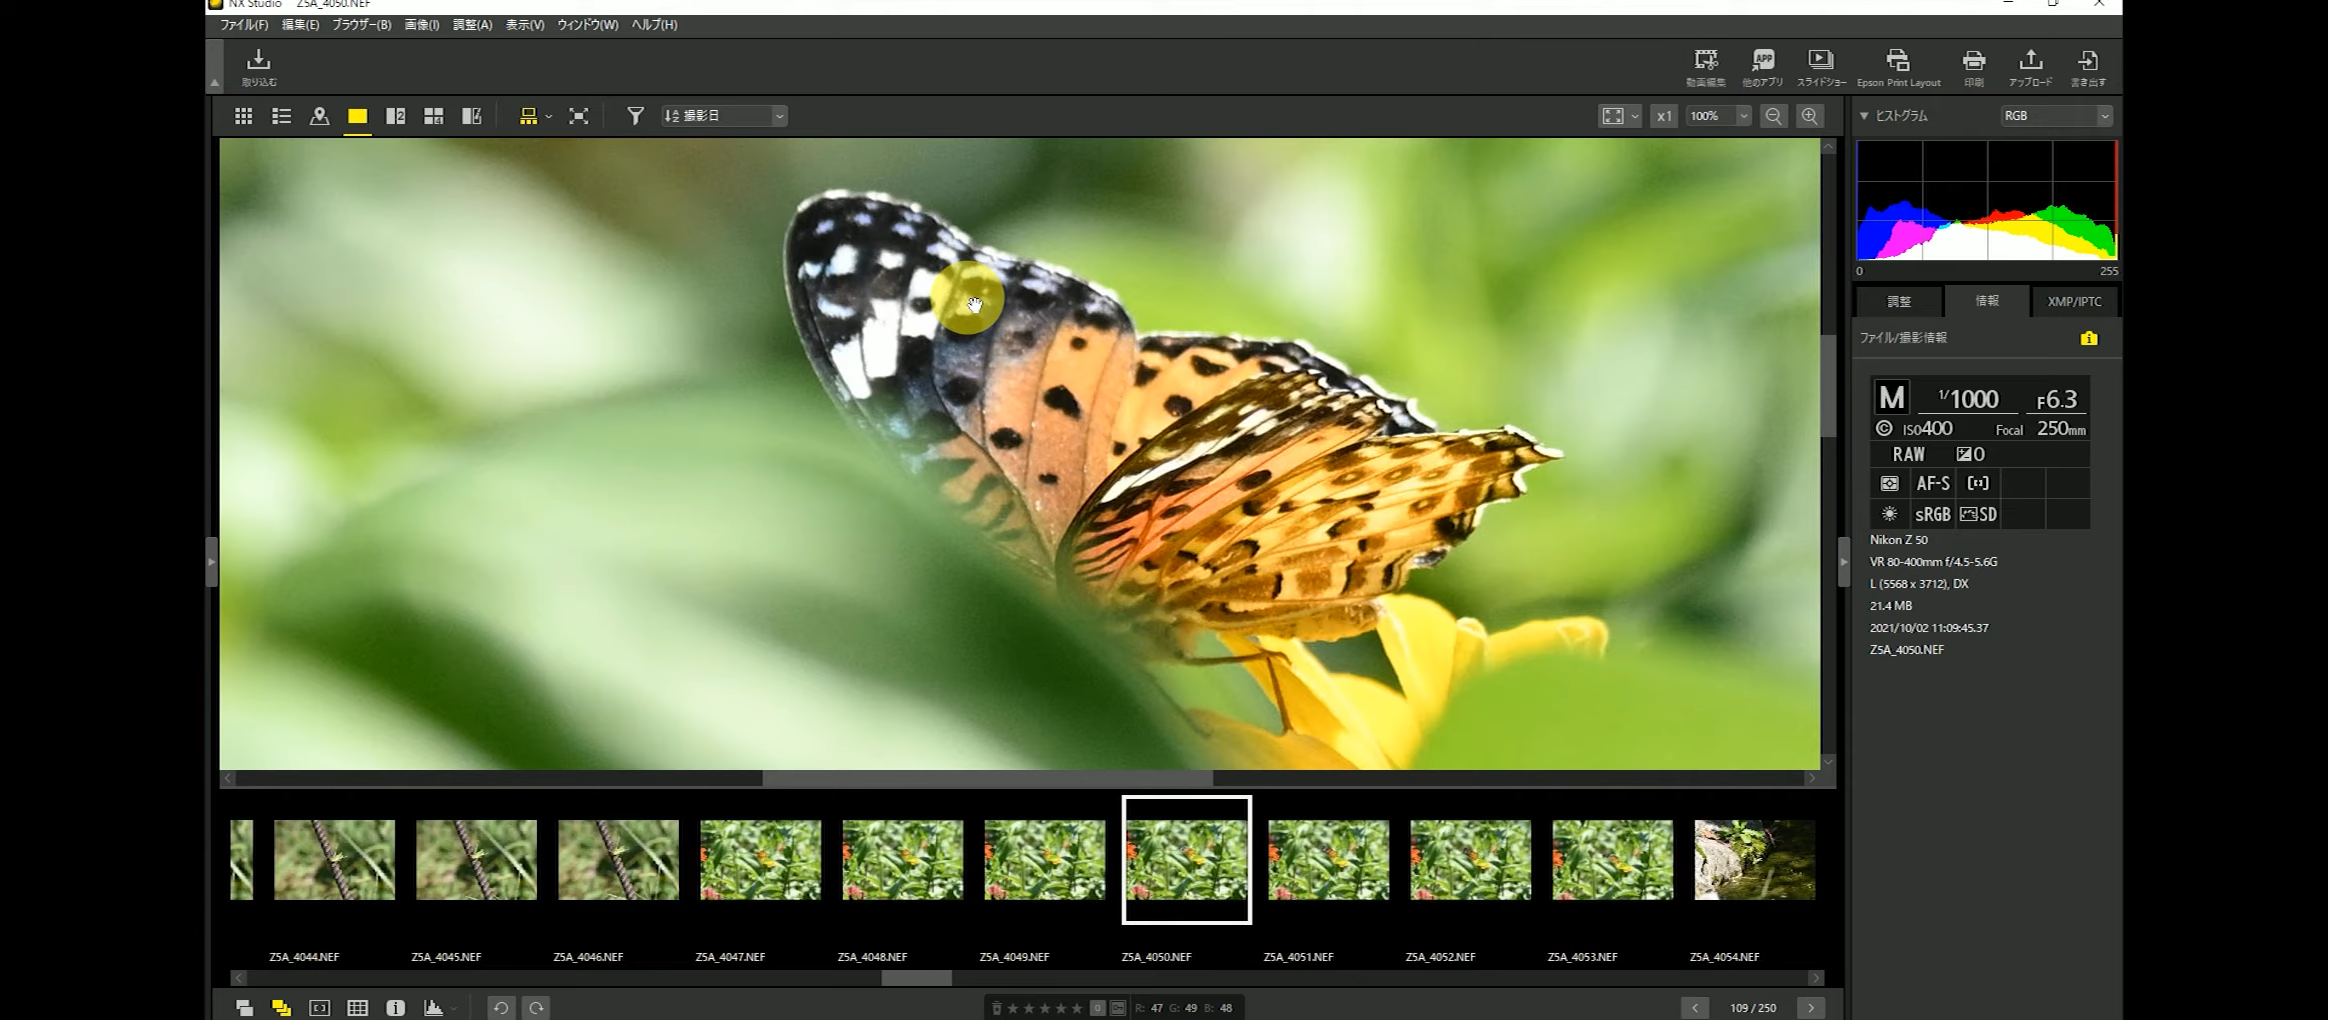 NX Studio Z5A_4050.NEF
ファイル(F) 編集(E) ブラウザー(B) 画像(I) 調整(A) 表示(V) ウィンドウ(W) ヘルプ(H)
取り込む
動画編集 他のアプリ スライドショー Epson Print Layout 印刷 アップロード 書き出す
撮影日
x1 100%
ヒストグラム RGB
0 255
調整 情報 XMP/IPTC
ファイル/撮影情報
M 1/1000 F6.3
ISO400 Focal 250mm
RAW 0
AF-S
sRGB SD
Nikon Z 50
VR 80-400mm f/4.5-5.6G
L (5568 x 3712), DX
21.4 MB
2021/10/02 11:09:45.37
Z5A_4050.NEF
Z5A_4044.NEF Z5A_4045.NEF Z5A_4046.NEF Z5A_4047.NEF Z5A_4048.NEF Z5A_4049.NEF Z5A_4050.NEF Z5A_4051.NEF Z5A_4052.NEF Z5A_4053.NEF Z5A_4054.NEF
0 R: 47 G: 49 B: 48
109 / 250